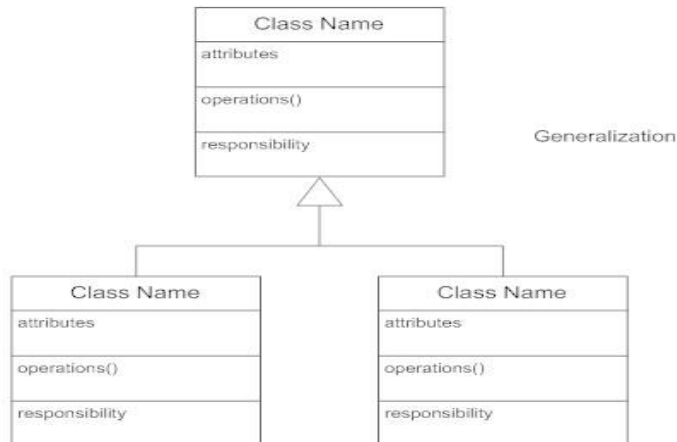 Class Name
attributes
operations()
responsibility
Generalization
Class Name
attributes
operations()
responsibility
Class Name
attributes
operations()
responsibility